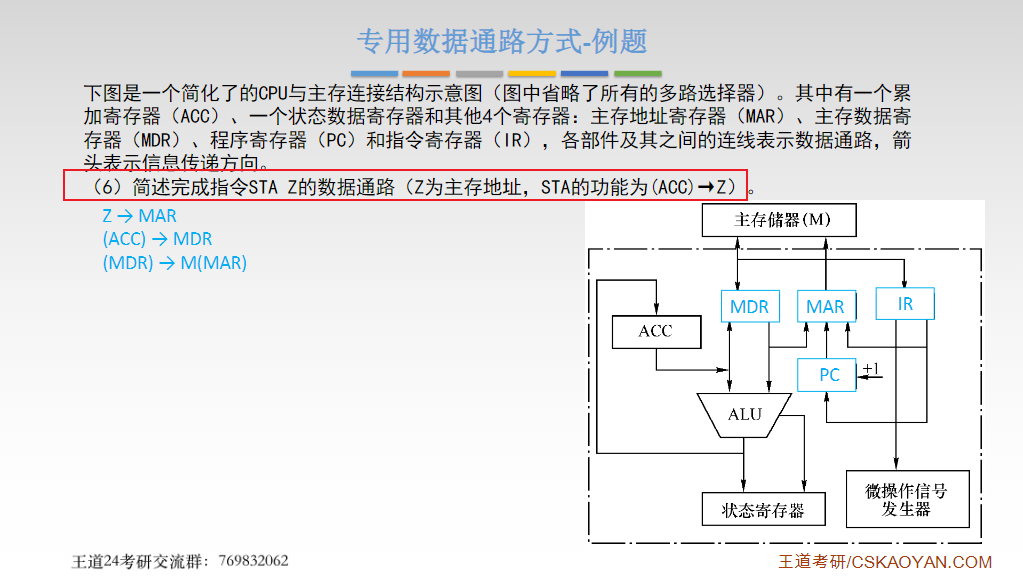 专用数据通路方式-例题
下图是一个简化了的CPU与主存连接结构示意图（图中省略了所有的多路选择器）。其中有一个累
加寄存器（ACC）、一个状态数据寄存器和其他4个寄存器：主存地址寄存器（MAR）、主存数据寄
存器（MDR）、程序寄存器（PC）和指令寄存器（IR），各部件及其之间的连线表示数据通路，箭
头表示信息传递方向。
（6）简述完成指令STA Z的数据通路（Z为主存地址，STA的功能为(ACC)→Z）。
Z → MAR
(ACC) → MDR
(MDR) → M(MAR)
主存储器(M)
MDR
MAR
IR
ACC
PC
+1
ALU
微操作信号
发生器
状态寄存器
王道24考研交流群：769832062
王道考研/CSKAOYAN.COM